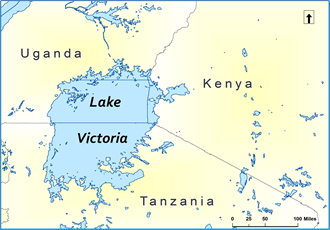 Uganda
Kenya
Lake
Victoria
Tanzania
0 25 50 100 Miles